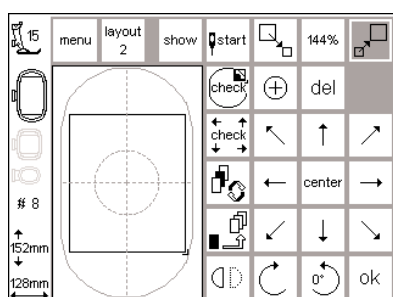 15
menu
layout
2
show
start
144%
check
del
check
center
# 8
152mm
128mm
0°
ok